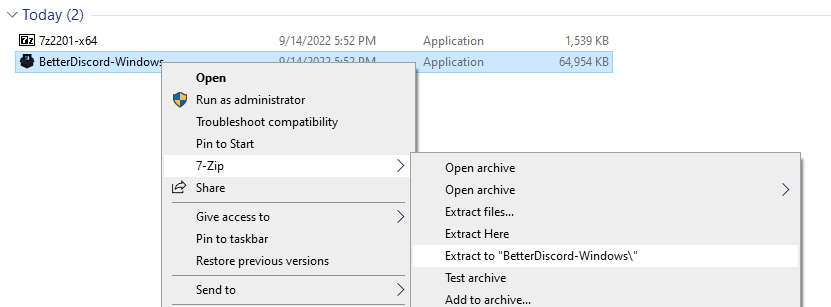 Today (2)
7z 7z2201-x64 9/14/2022 5:52 PM Application 1,539 KB
BetterDiscord-Windows 9/14/2022 5:52 PM Application 64,954 KB
Open
Run as administrator
Troubleshoot compatibility
Pin to Start
7-Zip
Share
Give access to
Pin to taskbar
Restore previous versions
Send to
Open archive
Open archive
Extract files...
Extract Here
Extract to "BetterDiscord-Windows\"
Test archive
Add to archive...